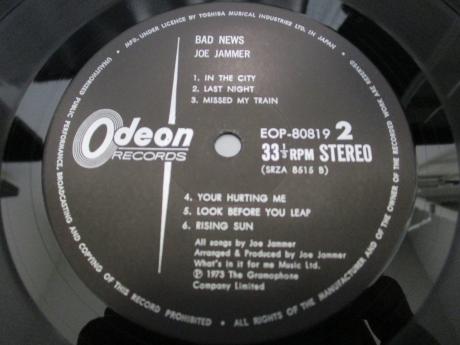 MFD. UNDER LICENCE BY TOSHIBA MUSICAL INDUSTRIES LTD. IN JAPAN •
BAD NEWS
JOE JAMMER
1. IN THE CITY
2. LAST NIGHT
3. MISSED MY TRAIN
Odeon
RECORDS
EOP-80819 2
33⅓ RPM STEREO
(SRZA 8515 B)
4. YOUR HURTING ME
5. LOOK BEFORE YOU LEAP
6. RISING SUN
All songs by Joe Jammer
Arranged & Produced by Joe Jammer
What's in it for me Music Ltd.
Ⓟ 1973 The Gramophone
Company Limited
UNAUTHORIZED PUBLIC PERFORMANCE, BROADCASTING AND COPYING OF THIS RECORD PROHIBITED • ALL RIGHTS OF THE MANUFACTURER AND OF THE OWNER OF THE RECORDED WORK ARE RESERVED